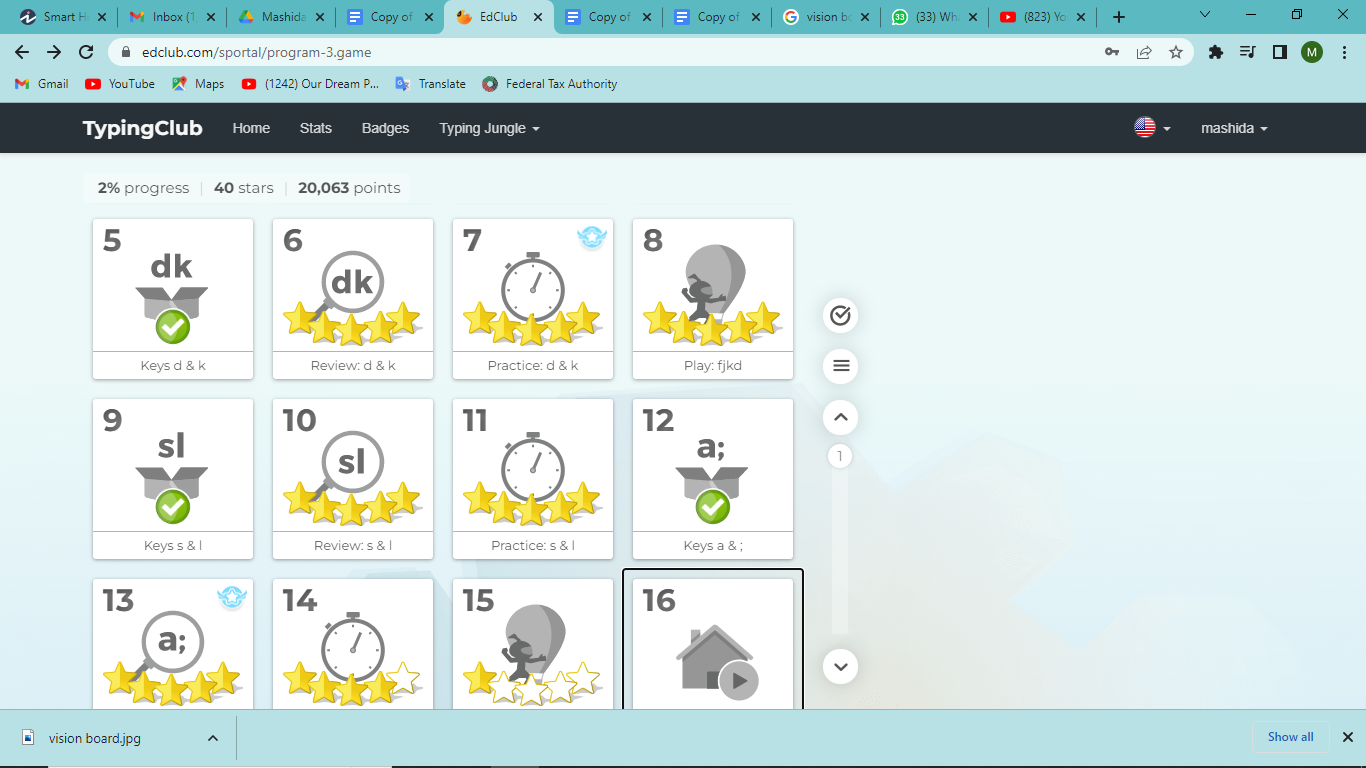 Smart H
Inbox (1
Mashida
Copy of
EdClub
Copy of
Copy of
vision bo
(33) Wha
(823) Yo
edclub.com/sportal/program-3.game
M
Gmail
YouTube
Maps
(1242) Our Dream P...
Translate
Federal Tax Authority
TypingClub
Home
Stats
Badges
Typing Jungle
mashida
2% progress | 40 stars | 20,063 points
5
dk
Keys d & k
6
dk
Review: d & k
7
Practice: d & k
8
Play: fjkd
9
sl
Keys s & l
10
sl
Review: s & l
11
Practice: s & l
12
a;
Keys a & ;
1
13
a;
14
15
16
vision board.jpg
Show all